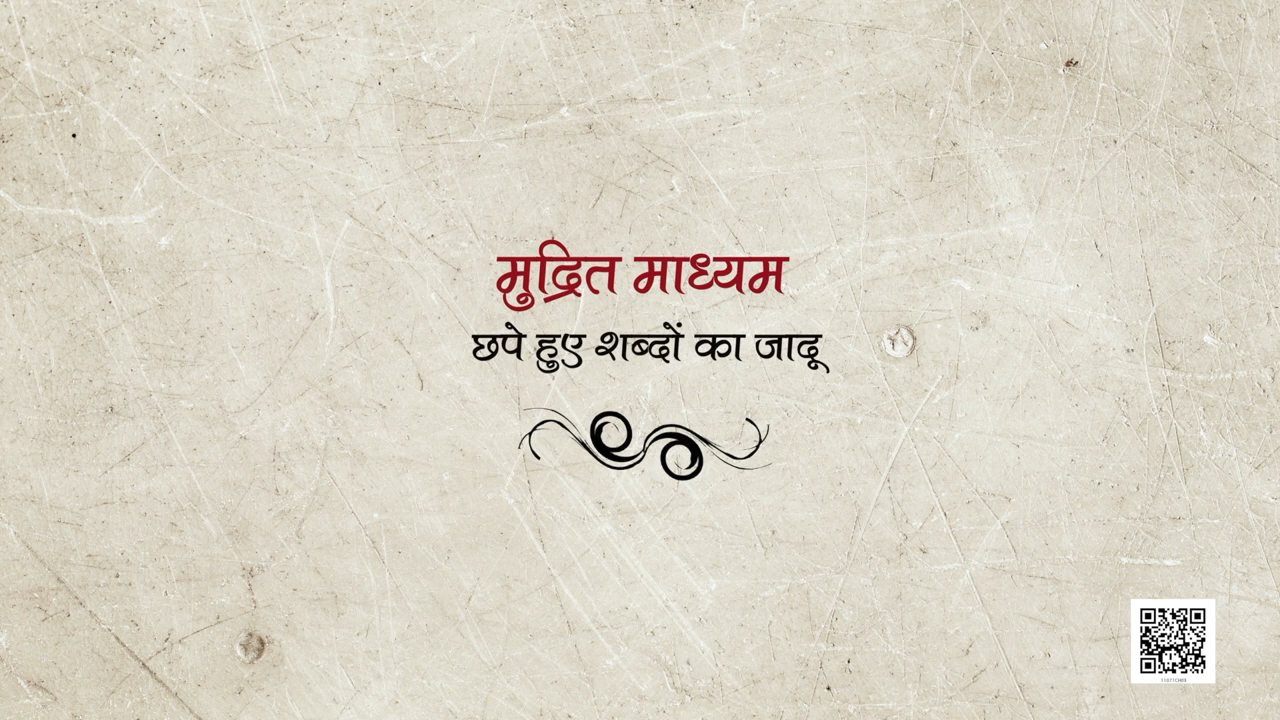 मुद्रित माध्यम
छपे हुए शब्दों का जादू